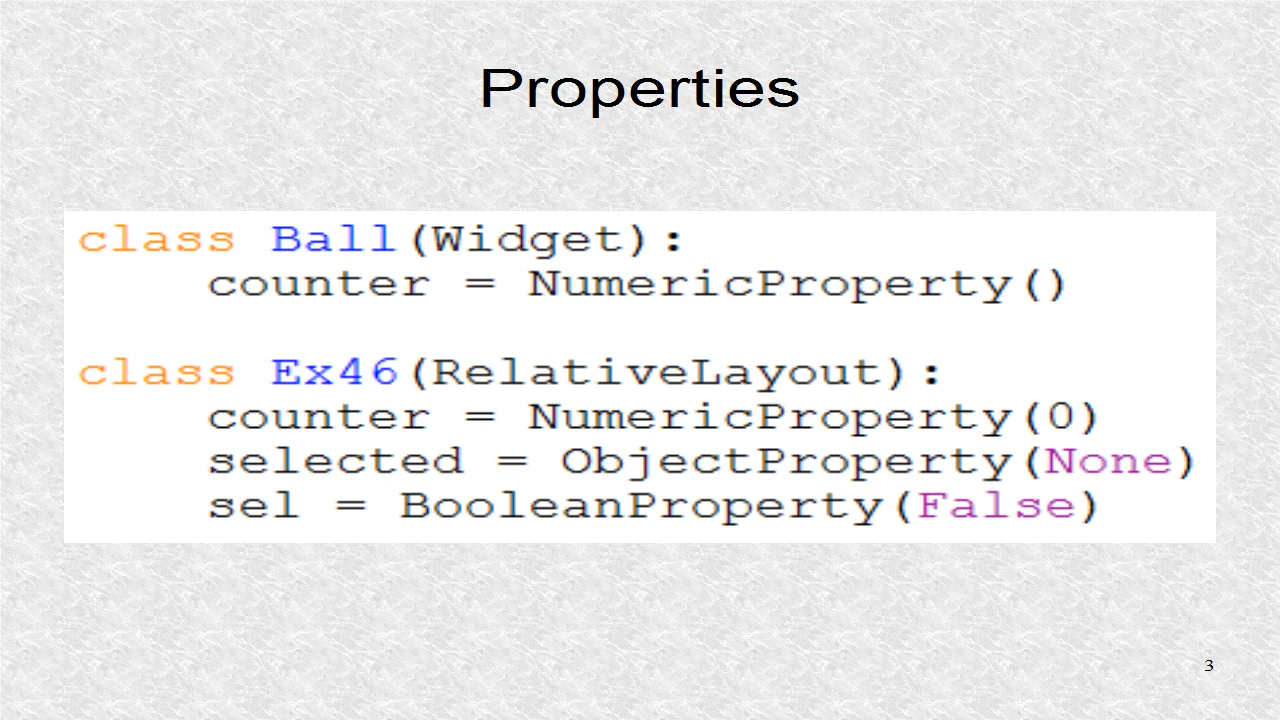 Properties
class Ball(Widget):
    counter = NumericProperty()
class Ex46(RelativeLayout):
    counter = NumericProperty(0)
    selected = ObjectProperty(None)
    sel = BooleanProperty(False)
3